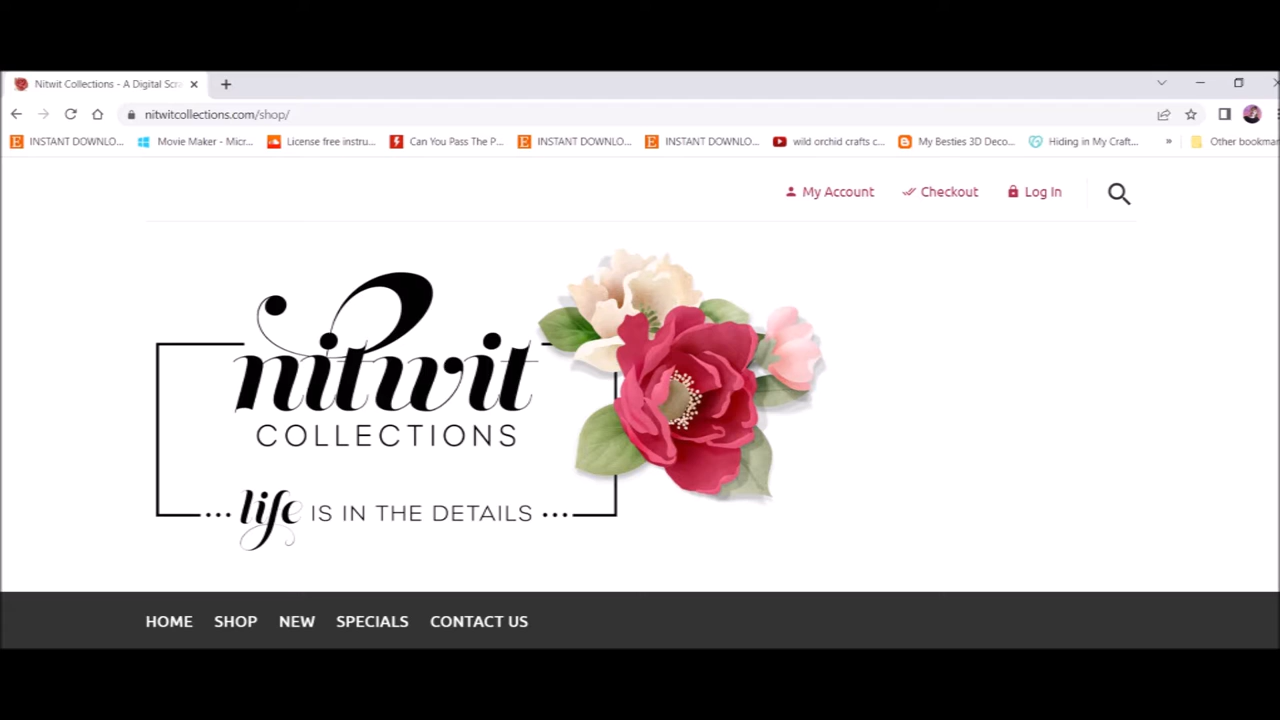 Nitwit Collections - A Digital Scra
nitwitcollections.com/shop/
INSTANT DOWNLO... Movie Maker - Micr... License free instru... Can You Pass The P... INSTANT DOWNLO... INSTANT DOWNLO... wild orchid crafts c... My Besties 3D Deco... Hiding in My Craft... » Other bookmar
My Account Checkout Log In
nitwit
COLLECTIONS
... life IS IN THE DETAILS ...
HOME SHOP NEW SPECIALS CONTACT US